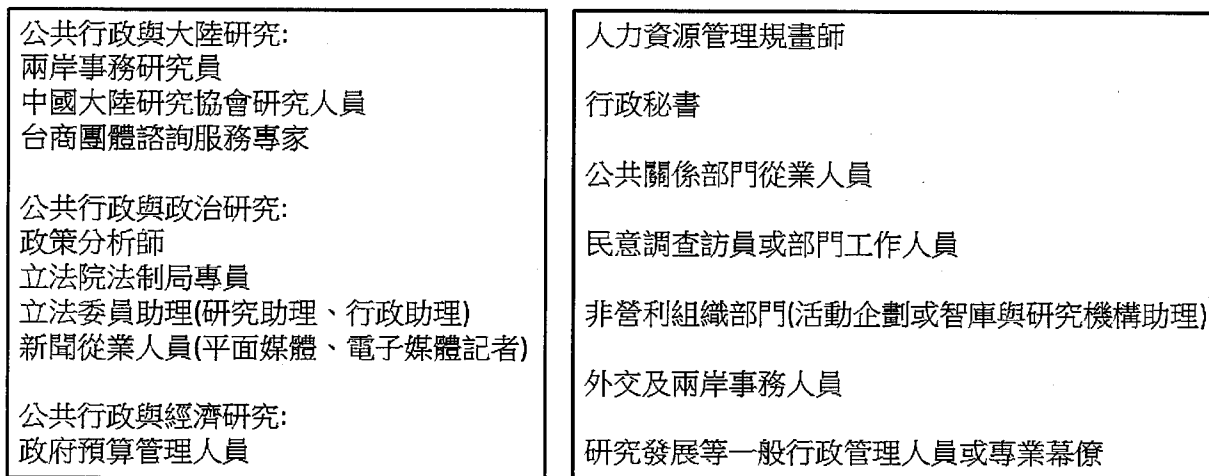 公共行政與大陸研究:
兩岸事務研究員
中國大陸研究協會研究人員
台商團體諮詢服務專家
公共行政與政治研究:
政策分析師
立法院法制局專員
立法委員助理(研究助理、行政助理)
新聞從業人員(平面媒體、電子媒體記者)
公共行政與經濟研究:
政府預算管理人員
人力資源管理規畫師
行政秘書
公共關係部門從業人員
民意調查訪員或部門工作人員
非營利組織部門(活動企劃或智庫與研究機構助理)
外交及兩岸事務人員
研究發展等一般行政管理人員或專業幕僚